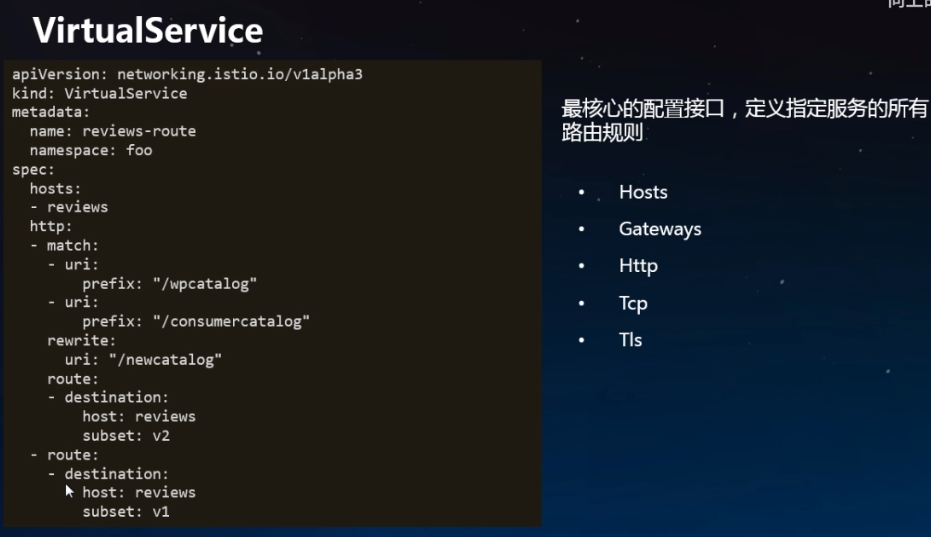 VirtualService
apiVersion: networking.istio.io/v1alpha3
kind: VirtualService
metadata:
  name: reviews-route
  namespace: foo
spec:
  hosts:
  - reviews
  http:
  - match:
    - uri:
        prefix: "/wpcatalog"
    - uri:
        prefix: "/consumercatalog"
    rewrite:
      uri: "/newcatalog"
    route:
    - destination:
        host: reviews
        subset: v2
  - route:
    - destination:
        host: reviews
        subset: v1
最核心的配置接口，定义指定服务的所有
路由规则
• Hosts
• Gateways
• Http
• Tcp
• Tls